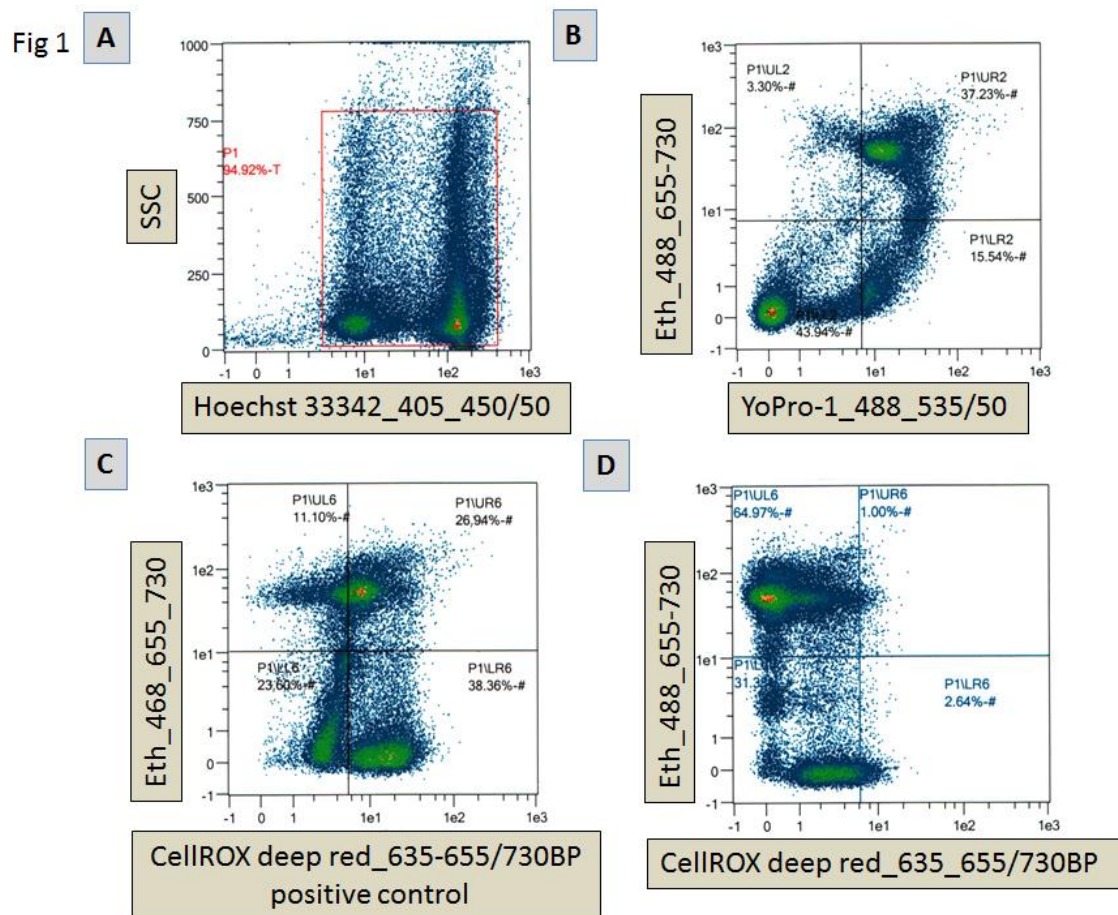 Fig 1
A
1000
750
500
250
0
P1
94.92%-T
SSC
-1 0 1 1e1 1e2 1e3
Hoechst 33342_405_450/50
B
1e3
1e2
1e1
1
0
-1
P1\UL2
3.30%-#
P1\UR2
37.23%-#
P1\LR2
15.54%-#
43.94%-#
Eth_488_655-730
-1 0 1 1e1 1e2 1e3
YoPro-1_488_535/50
C
1e3
1e2
1e1
1
0
-1
P1\UL6
11.10%-#
P1\UR6
26.94%-#
P1\LL6
23.60%-#
P1\LR6
38.36%-#
Eth_468_655_730
-1 0 1 1e1 1e2 1e3
CellROX deep red_635-655/730BP
positive control
D
1e3
1e2
1e1
1
0
-1
P1\UL6
64.97%-#
P1\UR6
1.00%-#
P1\LR6
2.64%-#
Eth_488_655-730
-1 0 1 1e1 1e2 1e3
CellROX deep red_635_655/730BP